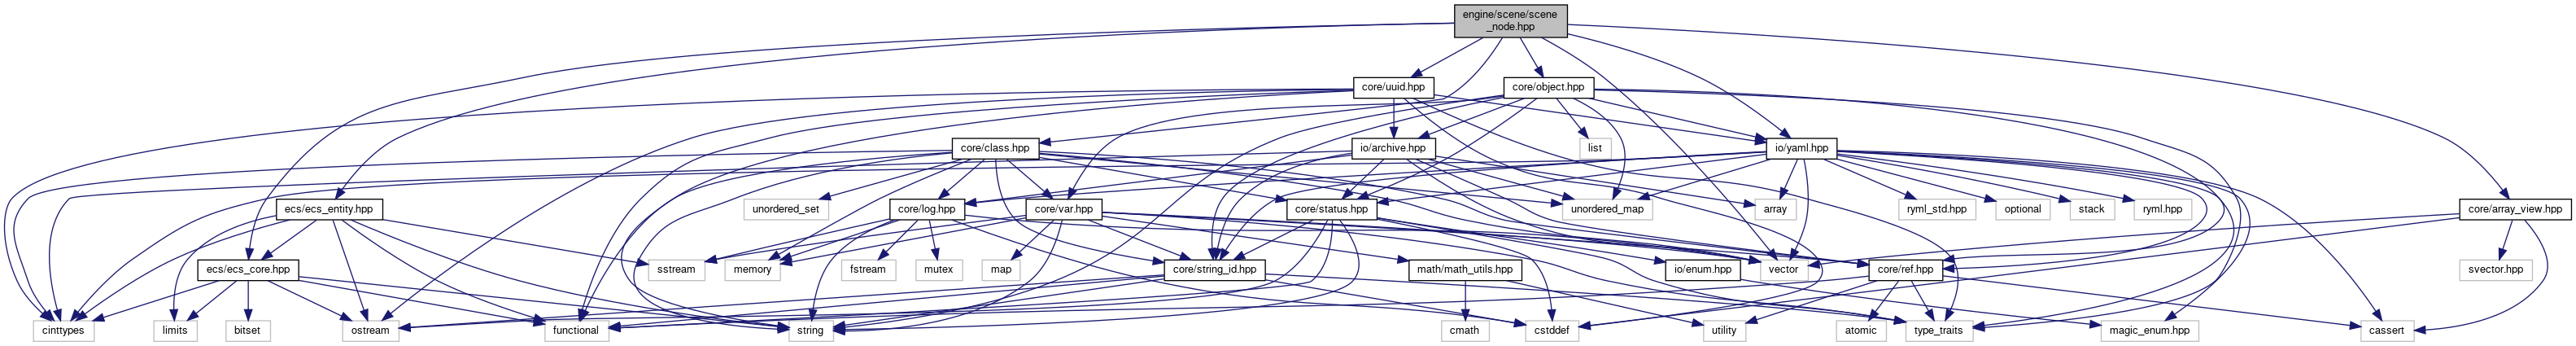 engine/scene/scene
_node.hpp
core/uuid.hpp
core/object.hpp
core/class.hpp
io/archive.hpp
list
io/yaml.hpp
ecs/ecs_entity.hpp
unordered_set
core/log.hpp
core/var.hpp
core/status.hpp
unordered_map
array
ryml_std.hpp
optional
stack
ryml.hpp
core/array_view.hpp
ecs/ecs_core.hpp
sstream
memory
fstream
mutex
map
core/string_id.hpp
math/math_utils.hpp
io/enum.hpp
vector
core/ref.hpp
svector.hpp
cinttypes
limits
bitset
ostream
functional
string
cmath
cstddef
utility
atomic
type_traits
magic_enum.hpp
cassert